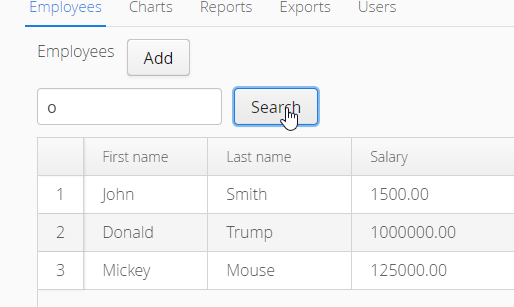 Employees Charts Reports Exports Users
Employees Add
o Search
First name Last name Salary
1 John Smith 1500.00
2 Donald Trump 1000000.00
3 Mickey Mouse 125000.00